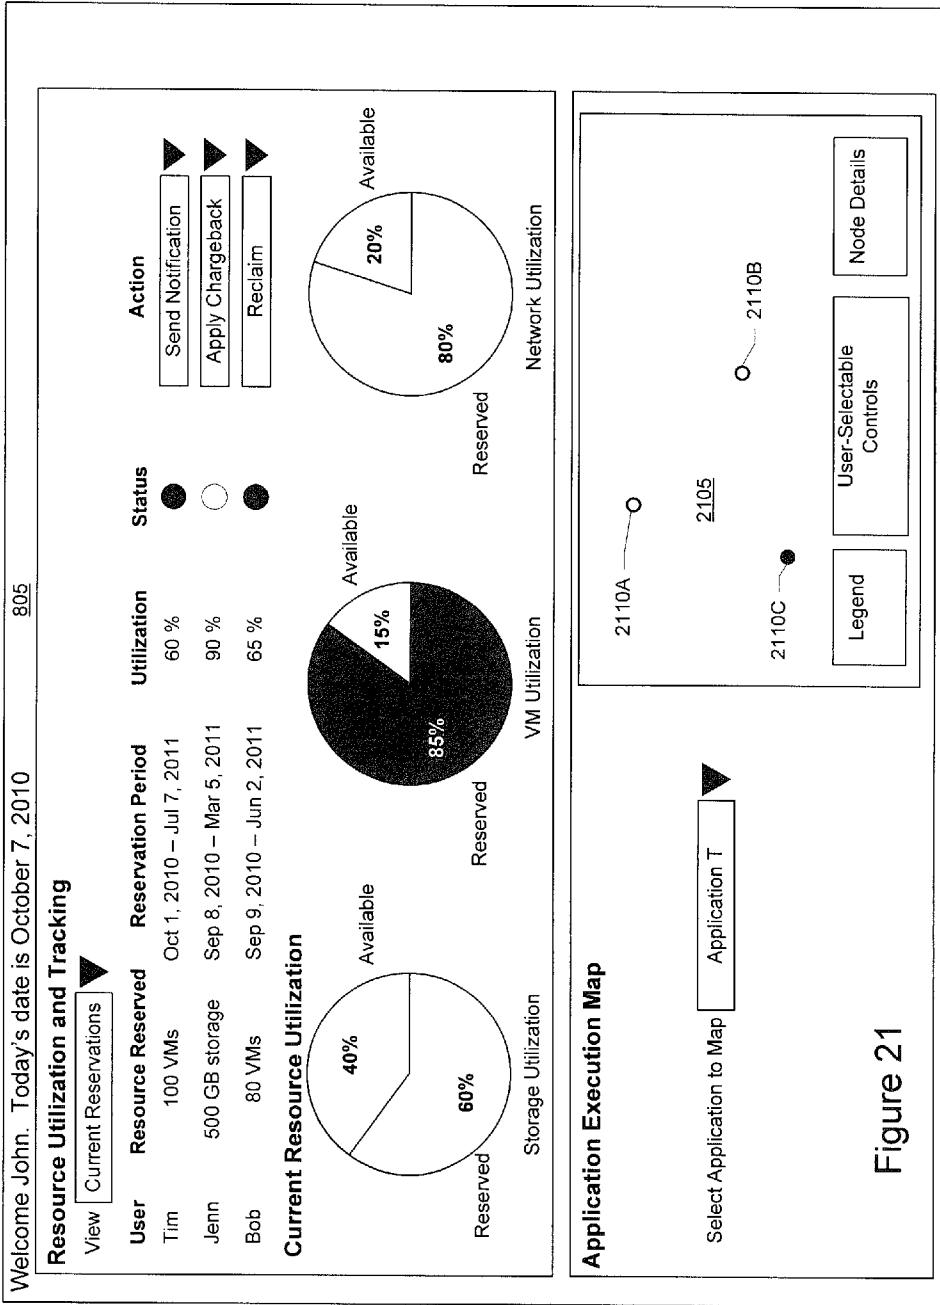 Welcome John. Today's date is October 7, 2010 805
Resource Utilization and Tracking
View Current Reservations
User Resource Reserved Reservation Period Utilization Status Action
Tim 100 VMs Oct 1, 2010 – Jul 7, 2011 60 % Send Notification
Jenn 500 GB storage Sep 8, 2010 – Mar 5, 2011 90 % Apply Chargeback
Bob 80 VMs Sep 9, 2010 – Jun 2, 2011 65 % Reclaim
Current Resource Utilization
Reserved 60% 40% Available
Storage Utilization
Reserved 85% 15% Available
VM Utilization
Reserved 80% 20% Available
Network Utilization
Application Execution Map
Select Application to Map Application T
2110A
2105
2110B
2110C
Legend
User-Selectable
Controls
Node Details
Figure 21